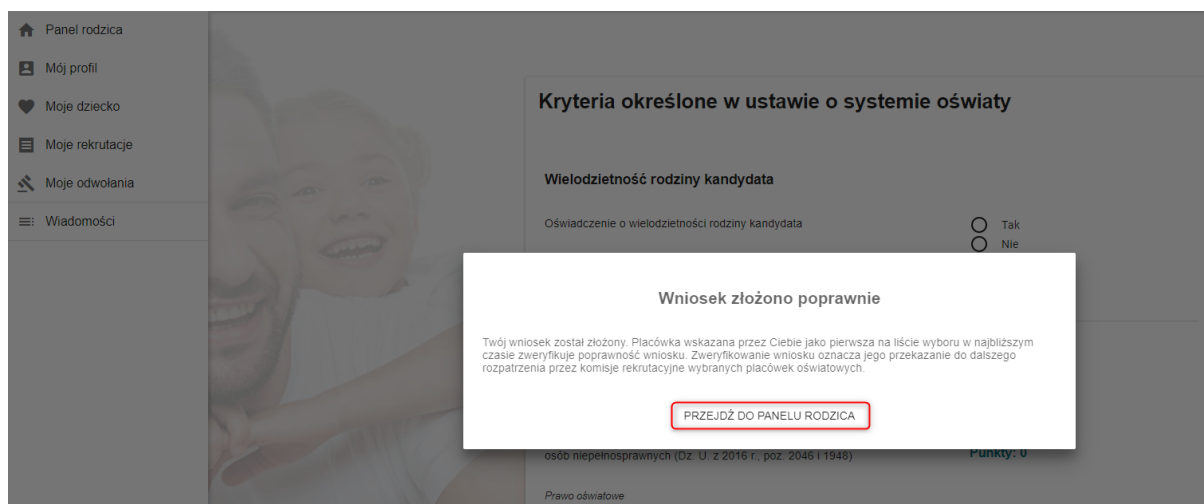 Panel rodzica
Mój profil
Moje dziecko
Moje rekrutacje
Moje odwołania
Wiadomości
Kryteria określone w ustawie o systemie oświaty
Wielodzietność rodziny kandydata
Oświadczenie o wielodzietności rodziny kandydata
Tak
Nie
Wniosek złożono poprawnie
Twój wniosek został złożony. Placówka wskazana przez Ciebie jako pierwsza na liście wyboru w najbliższym
czasie zweryfikuje poprawność wniosku. Zweryfikowanie wniosku oznacza jego przekazanie do dalszego
rozpatrzenia przez komisje rekrutacyjne wybranych placówek oświatowych.
PRZEJDŹ DO PANELU RODZICA
osób niepełnosprawnych (Dz. U. z 2016 r., poz. 2046 i 1948)
Punkty: 0
Prawo oświatowe